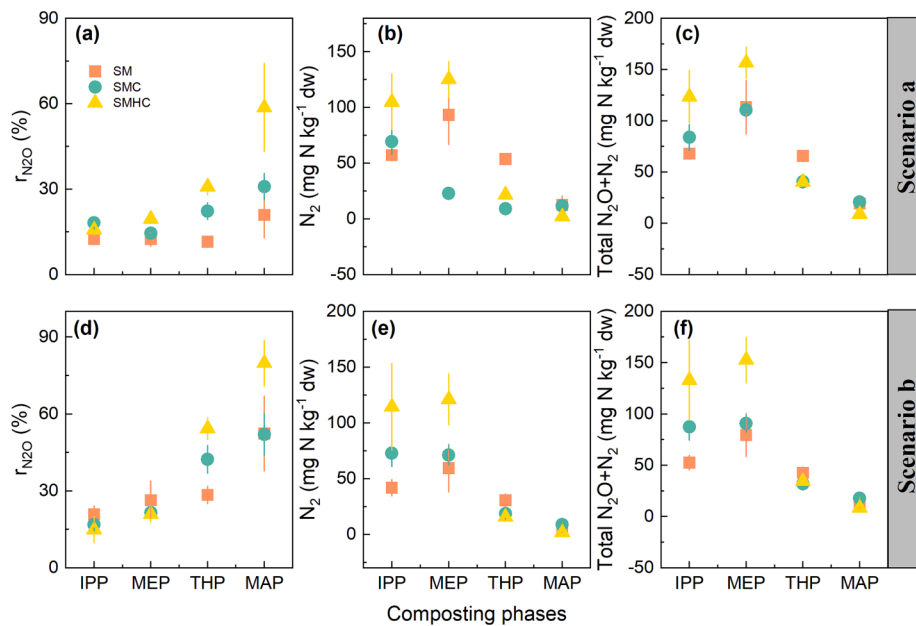 (a)
SM
SMC
SMHC
90
60
30
0
r_N2O (%)
(b)
150
100
50
0
-50
N₂ (mg N kg⁻¹ dw)
(c)
200
150
100
50
0
-50
Total N₂O+N₂ (mg N kg⁻¹ dw)
Scenario a
(d)
90
60
30
0
r_N2O (%)
IPP MEP THP MAP
(e)
200
150
100
50
0
N₂ (mg N kg⁻¹ dw)
IPP MEP THP MAP
(f)
200
150
100
50
0
-50
Total N₂O+N₂ (mg N kg⁻¹ dw)
IPP MEP THP MAP
Scenario b
Composting phases